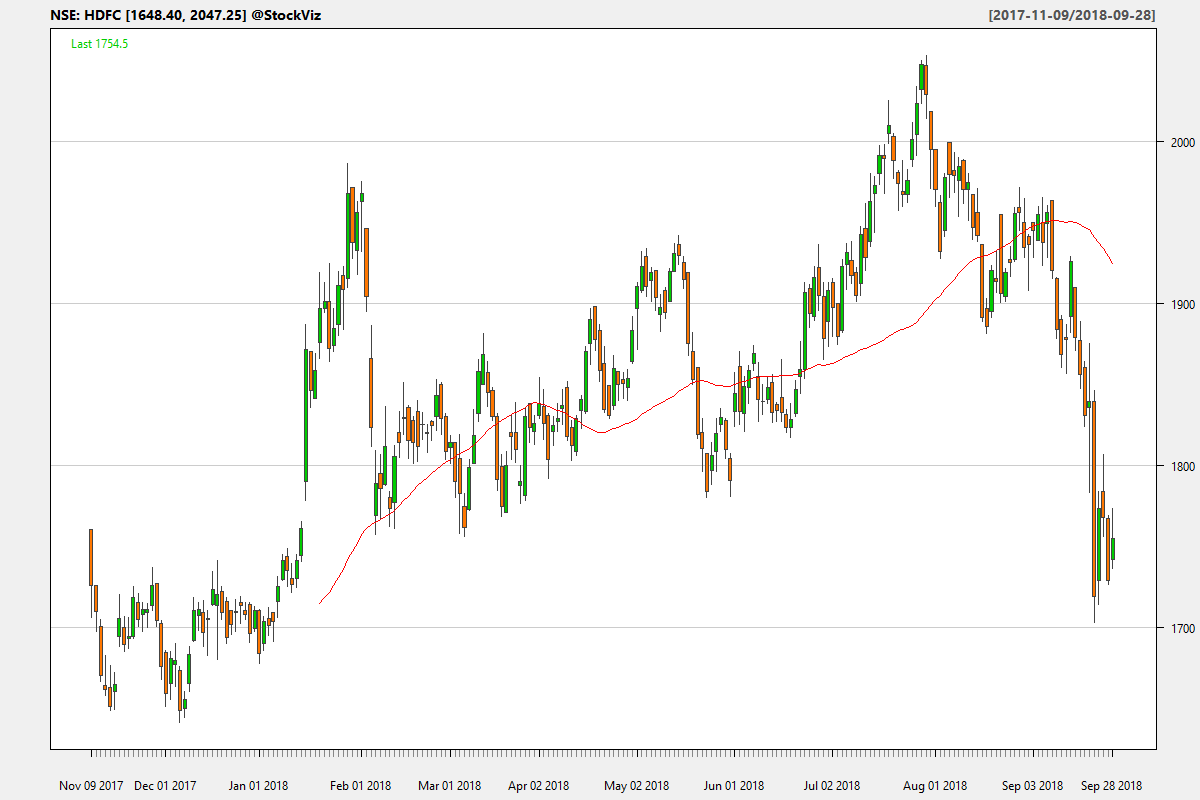 NSE: HDFC [1648.40, 2047.25] @StockViz
[2017-11-09/2018-09-28]
Last 1754.5
2000
1900
1800
1700
Nov 09 2017 Dec 01 2017 Jan 01 2018 Feb 01 2018 Mar 01 2018 Apr 02 2018 May 02 2018 Jun 01 2018 Jul 02 2018 Aug 01 2018 Sep 03 2018 Sep 28 2018